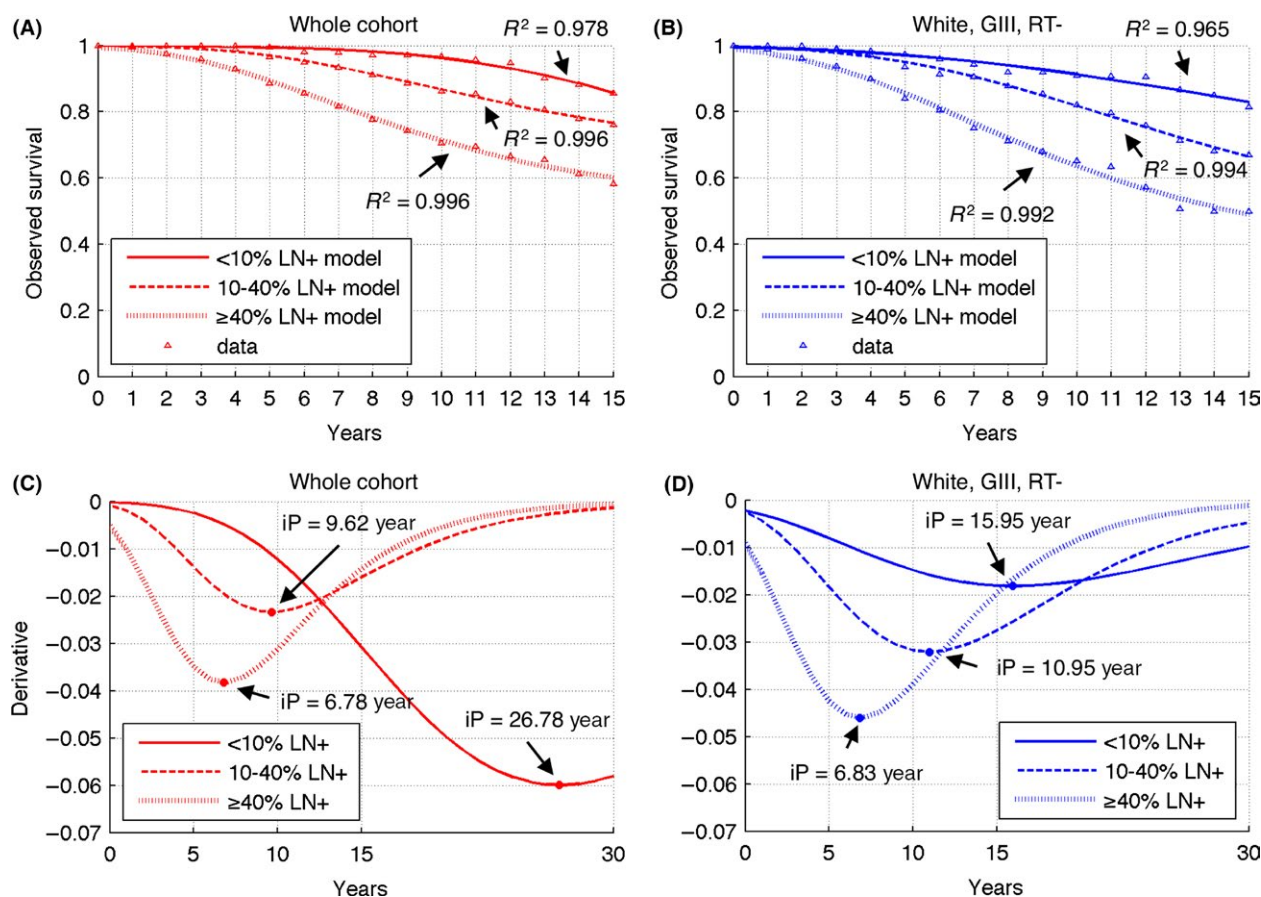 (A)
Whole cohort
R² = 0.978
R² = 0.996
R² = 0.996
Observed survival
1
0.8
0.6
0.4
0.2
0
<10% LN+ model
10-40% LN+ model
≥40% LN+ model
data
0 1 2 3 4 5 6 7 8 9 10 11 12 13 14 15
Years
(B)
White, GIII, RT-
R² = 0.965
R² = 0.994
R² = 0.992
Observed survival
1
0.8
0.6
0.4
0.2
0
<10% LN+ model
10-40% LN+ model
≥40% LN+ model
data
0 1 2 3 4 5 6 7 8 9 10 11 12 13 14 15
Years
(C)
Whole cohort
iP = 9.62 year
iP = 6.78 year
iP = 26.78 year
Derivative
0
−0.01
−0.02
−0.03
−0.04
−0.05
−0.06
−0.07
<10% LN+
10-40% LN+
≥40% LN+
0 5 10 15 30
Years
(D)
White, GIII, RT-
iP = 15.95 year
iP = 10.95 year
iP = 6.83 year
0
−0.01
−0.02
−0.03
−0.04
−0.05
−0.06
−0.07
<10% LN+
10-40% LN+
≥40% LN+
0 5 10 15 30
Years